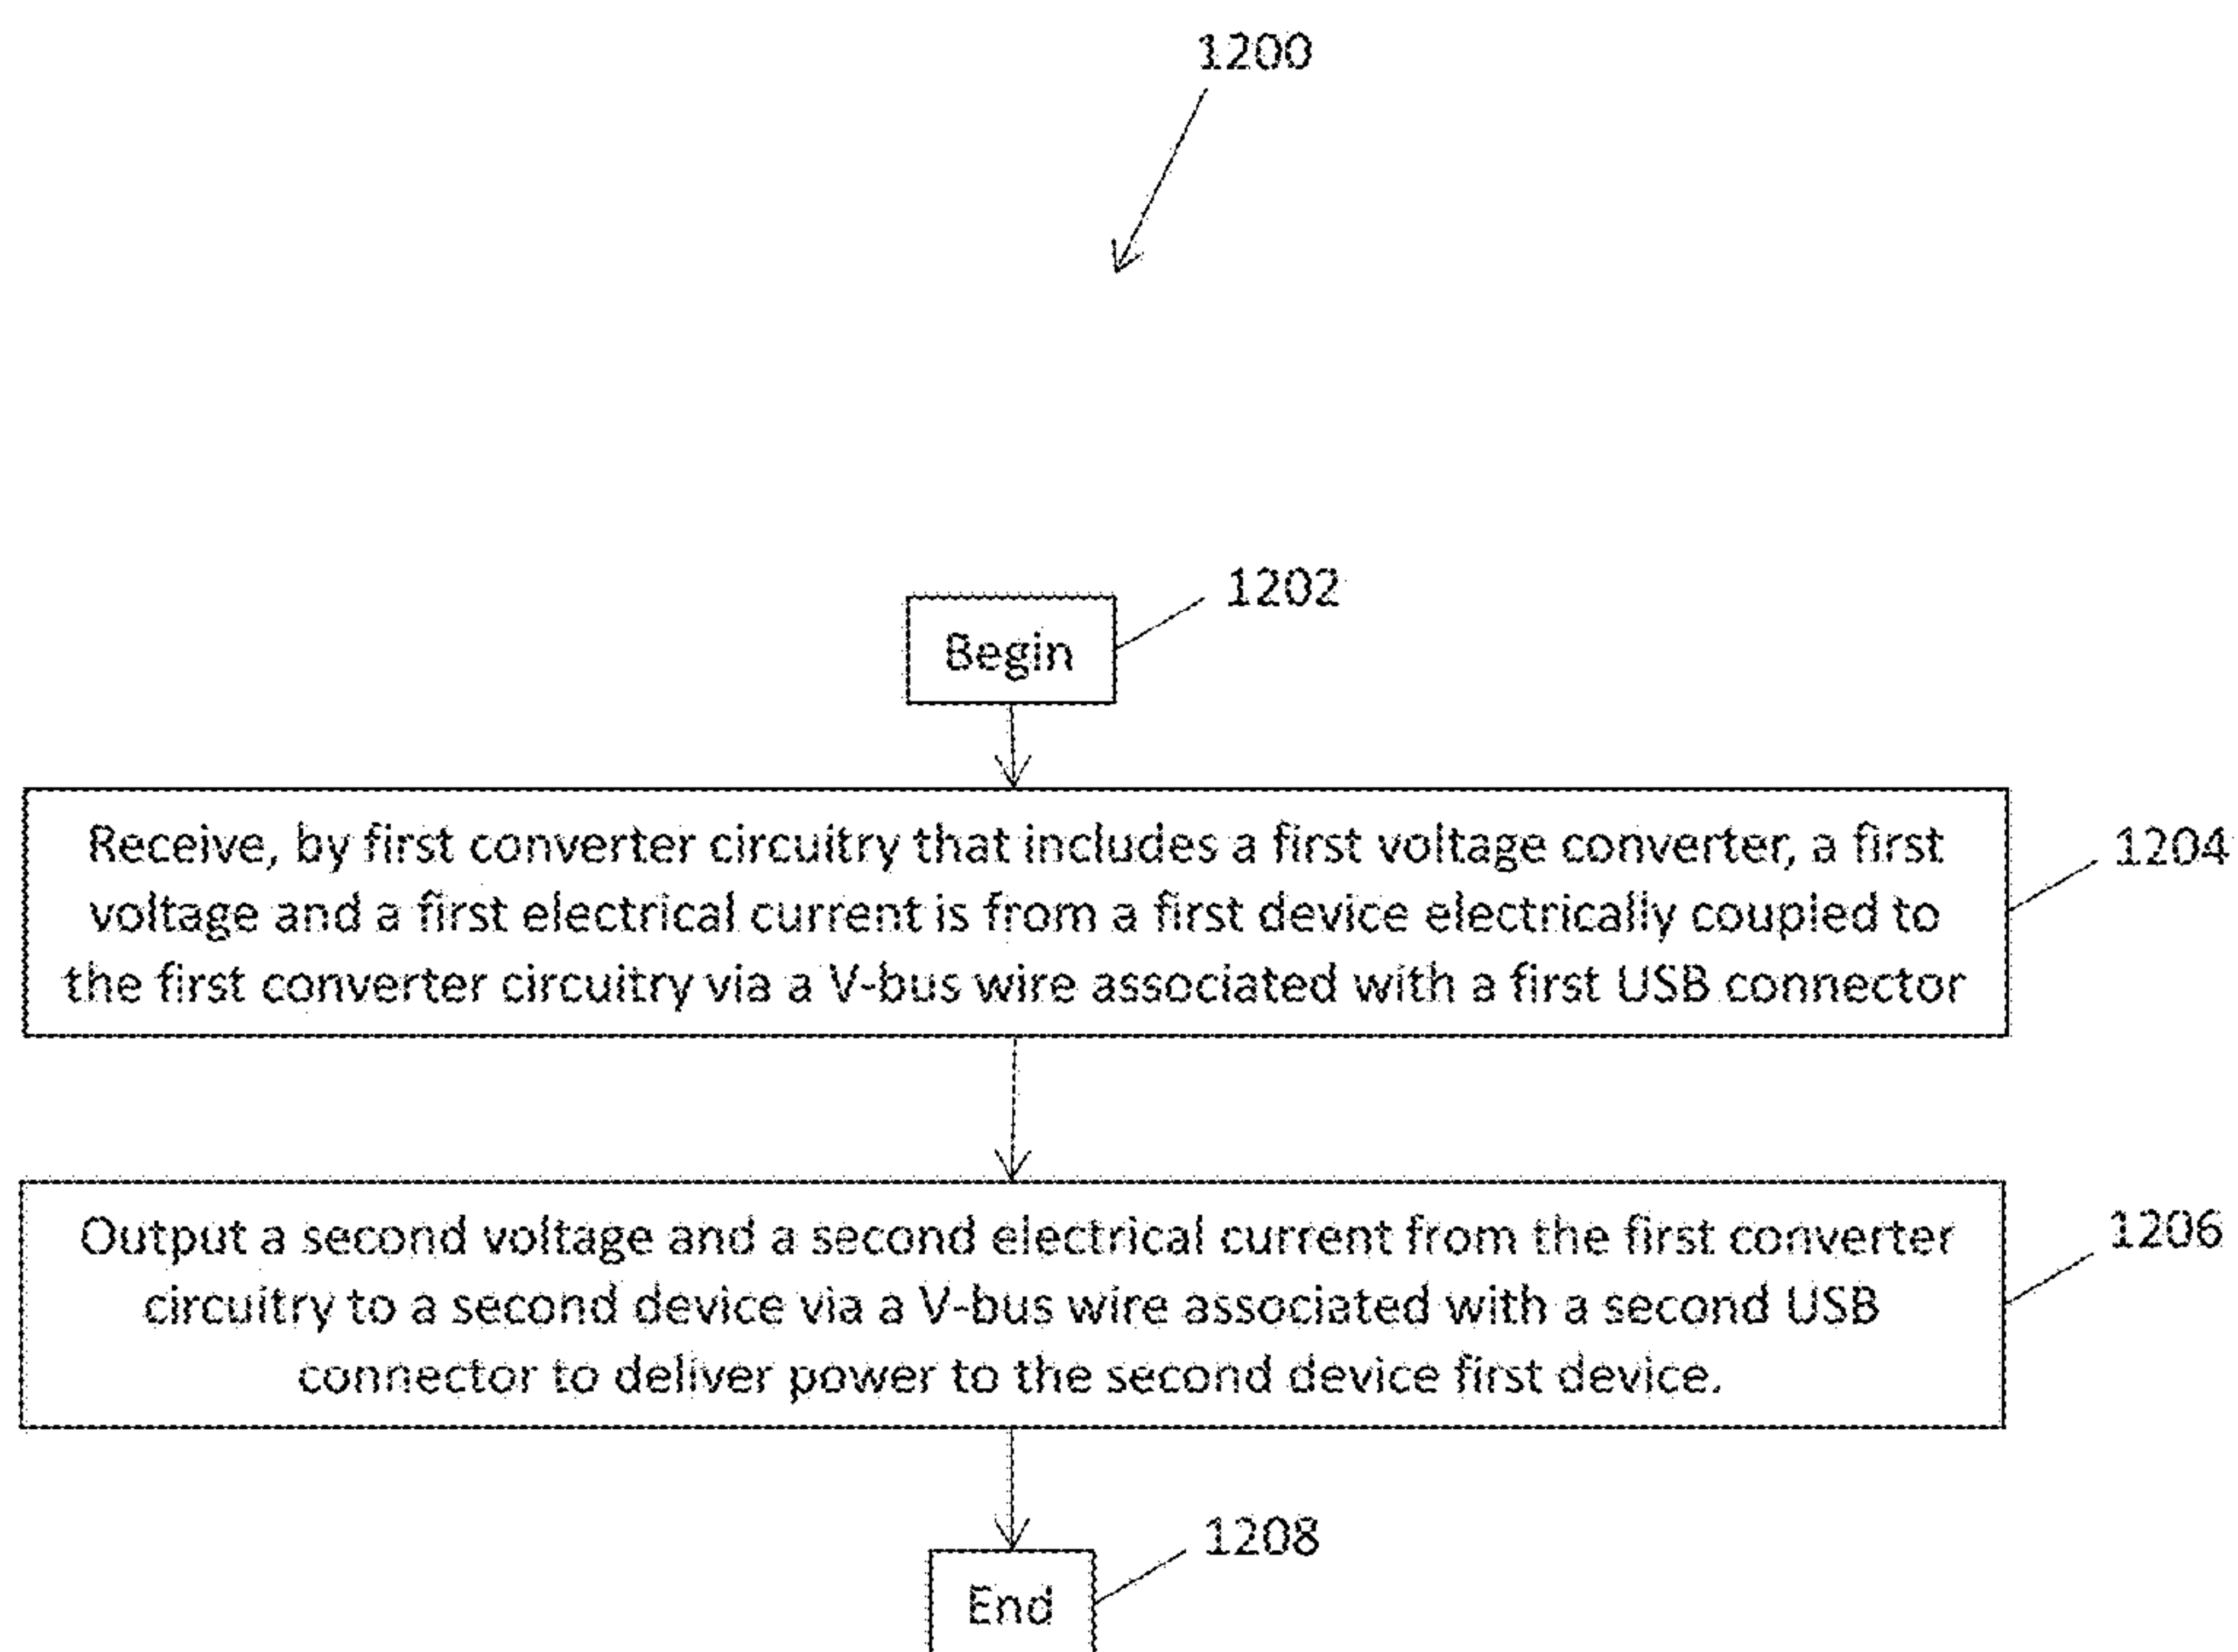 1200
1202
Begin
Receive, by first converter circuitry that includes a first voltage converter, a first
voltage and a first electrical current is from a first device electrically coupled to
the first converter circuitry via a V-bus wire associated with a first USB connector
1204
Output a second voltage and a second electrical current from the first converter
circuitry to a second device via a V-bus wire associated with a second USB
connector to deliver power to the second device first device.
1206
1208
End